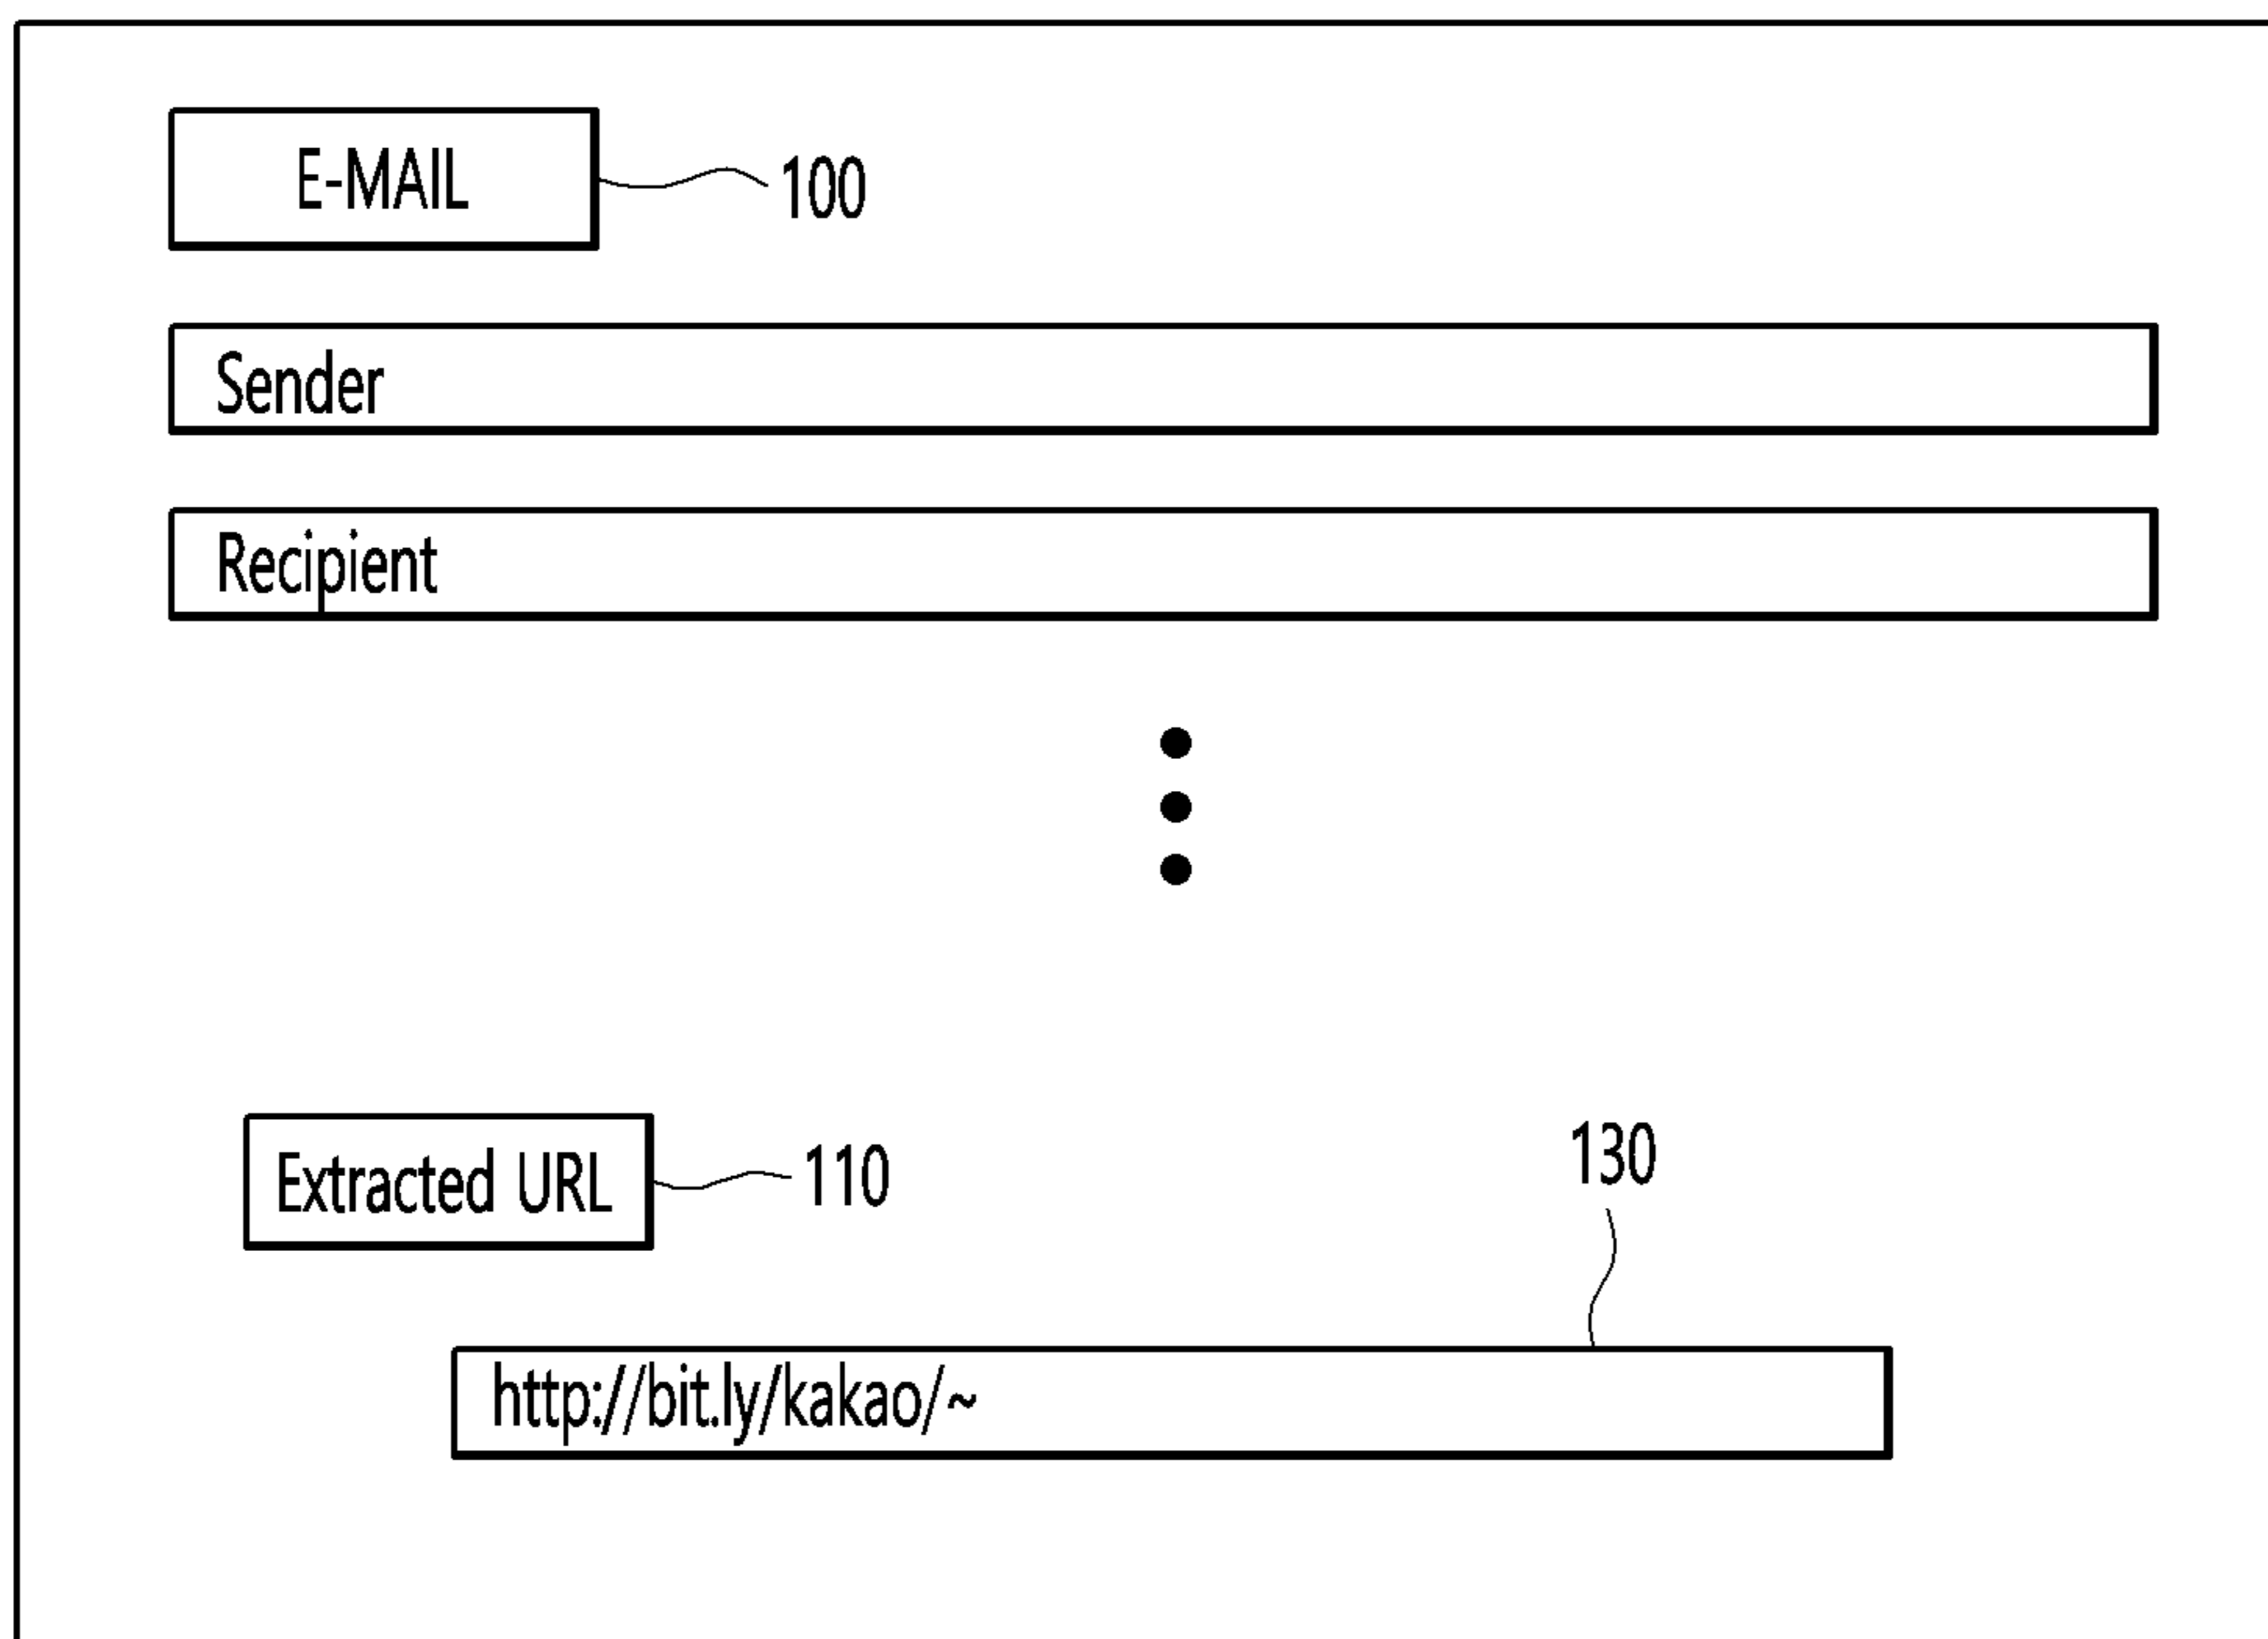 E-MAIL 100
Sender
Recipient
130
Extracted URL 110
http://bit.ly/kakao/~